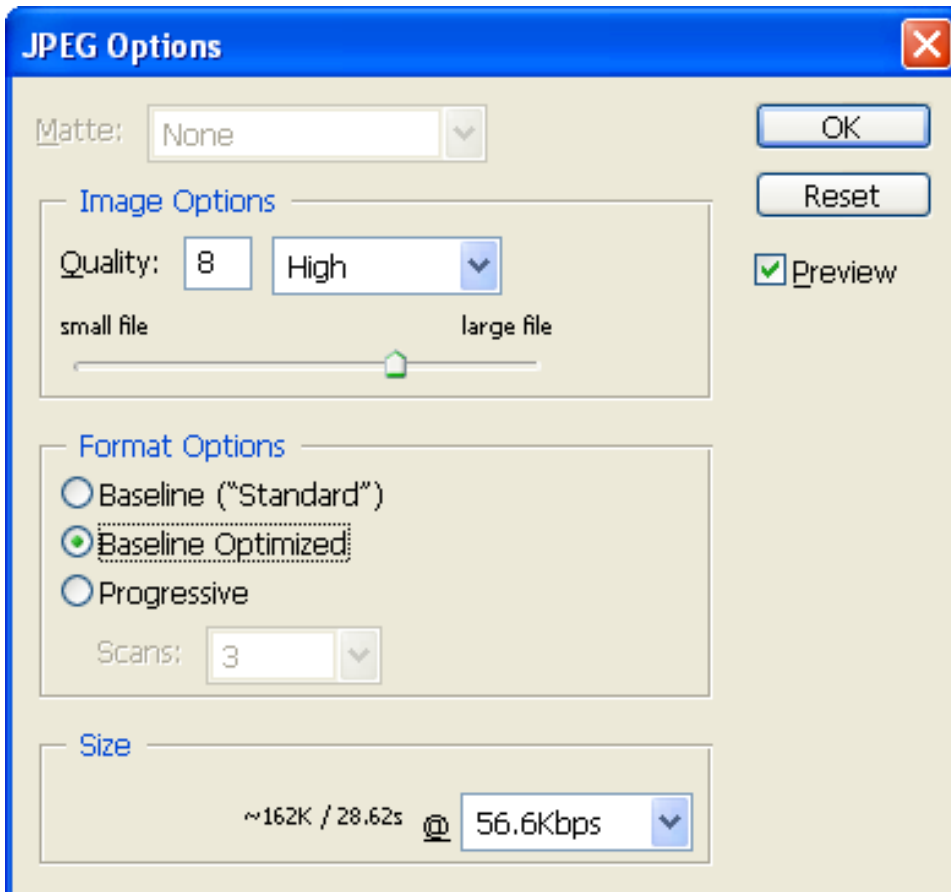 JPEG Options
Matte: None
OK
Image Options
Reset
Quality: 8 High
Preview
small file large file
Format Options
Baseline ("Standard")
Baseline Optimized
Progressive
Scans: 3
Size
~162K / 28.62s @ 56.6Kbps